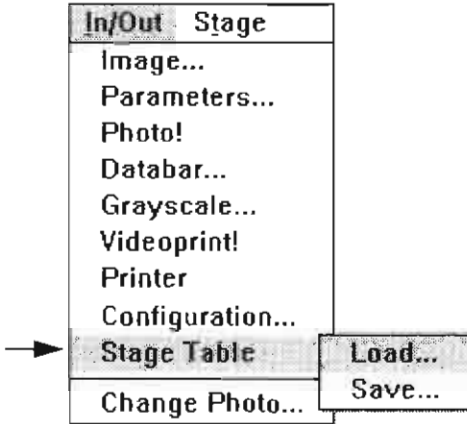 In/Out Stage
Image...
Parameters...
Photo!
Databar...
Grayscale...
Videoprint!
Printer
Configuration...
Stage Table
Load...
Save...
Change Photo...